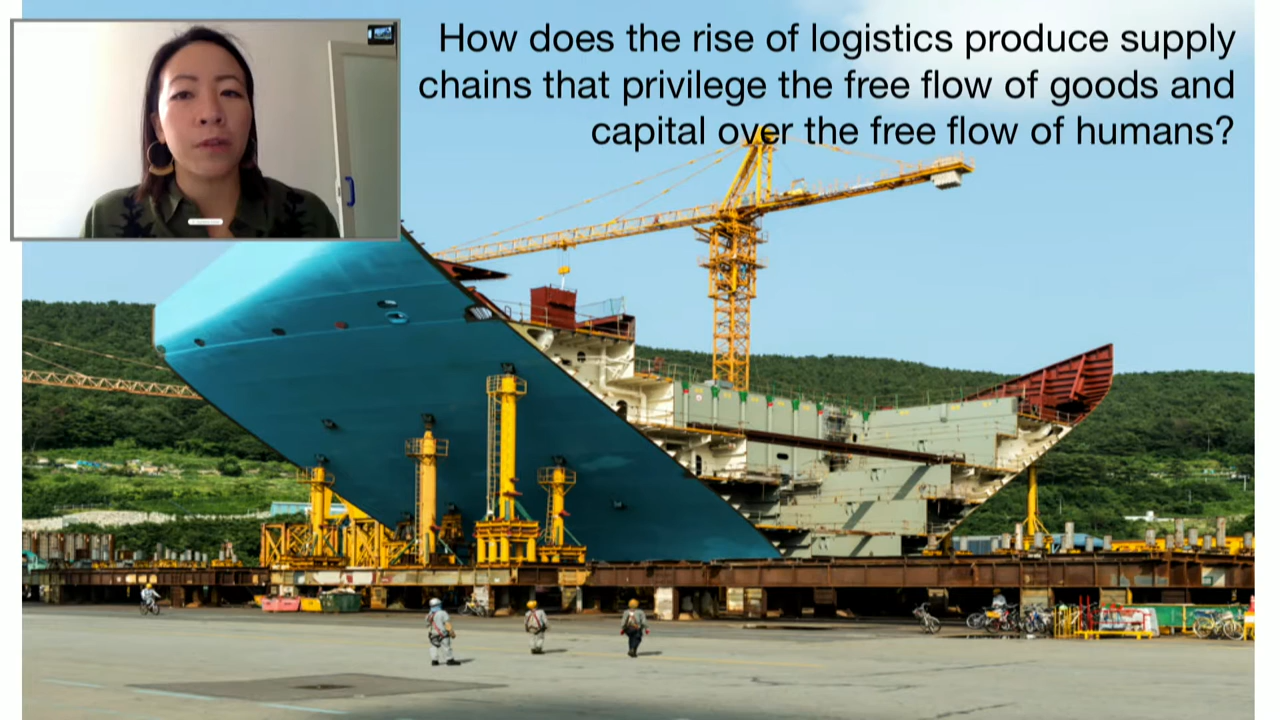 How does the rise of logistics produce supply
chains that privilege the free flow of goods and
capital over the free flow of humans?